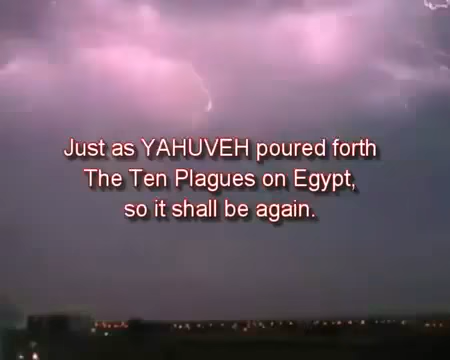 Just as YAHUVEH poured forth
The Ten Plagues on Egypt,
so it shall be again.